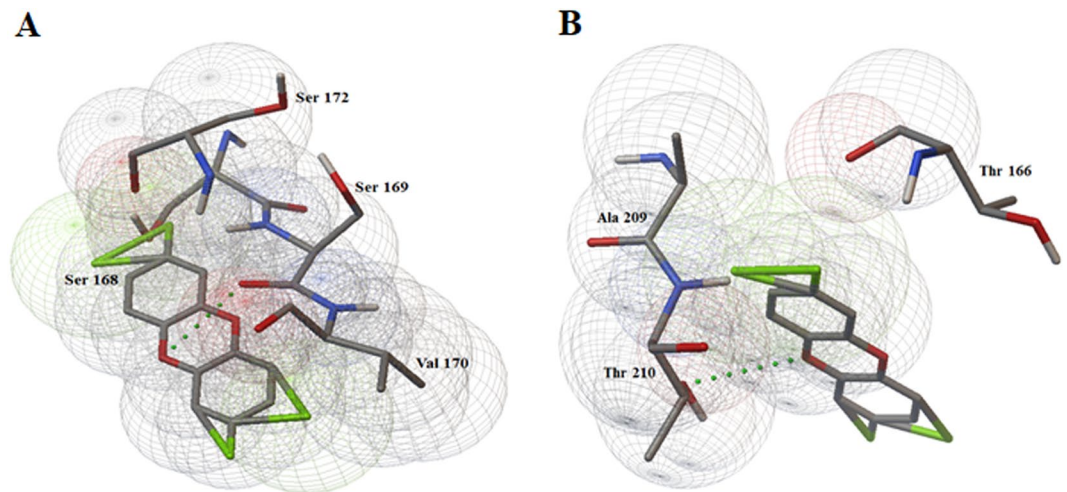 A
B
Ser 172
Ser 169
Ser 168
Val 170
Thr 166
Ala 209
Thr 210